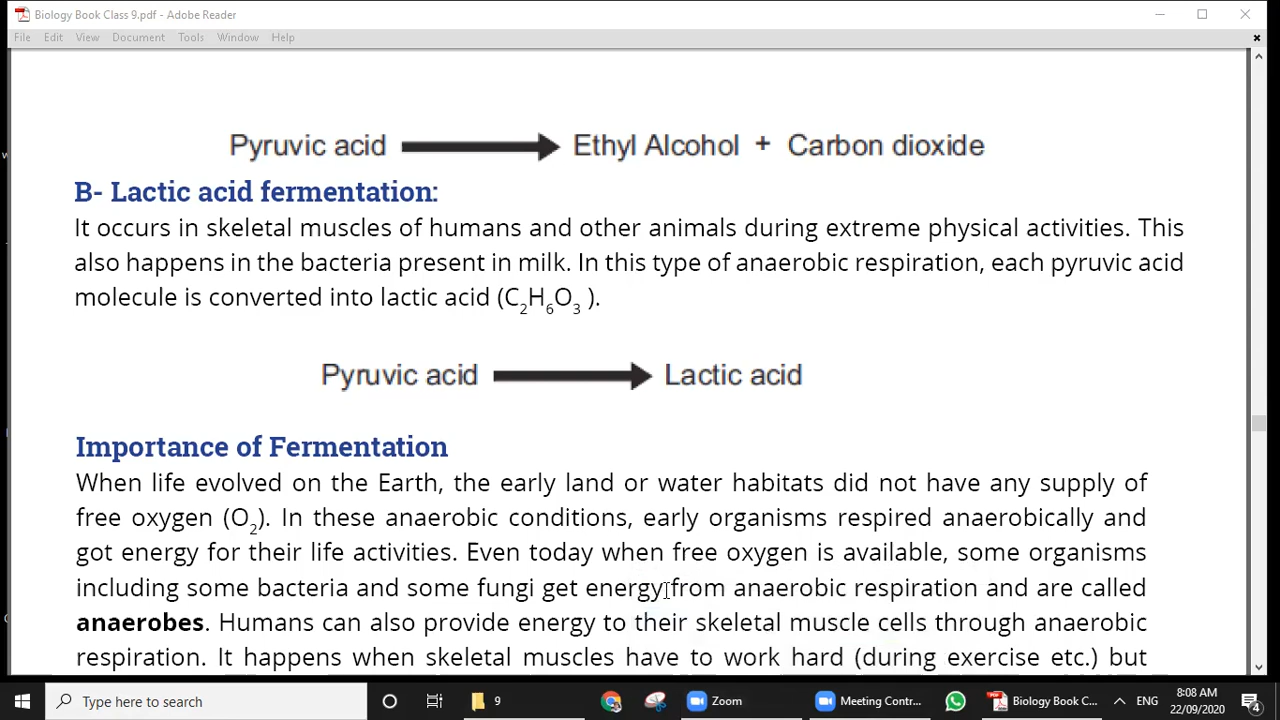 Biology Book Class 9.pdf - Adobe Reader
File Edit View Document Tools Window Help
Pyruvic acid Ethyl Alcohol + Carbon dioxide
B- Lactic acid fermentation:
It occurs in skeletal muscles of humans and other animals during extreme physical activities. This
also happens in the bacteria present in milk. In this type of anaerobic respiration, each pyruvic acid
molecule is converted into lactic acid (C₂H₆O₃ ).
Pyruvic acid Lactic acid
Importance of Fermentation
When life evolved on the Earth, the early land or water habitats did not have any supply of
free oxygen (O₂). In these anaerobic conditions, early organisms respired anaerobically and
got energy for their life activities. Even today when free oxygen is available, some organisms
including some bacteria and some fungi get energy from anaerobic respiration and are called
anaerobes. Humans can also provide energy to their skeletal muscle cells through anaerobic
respiration. It happens when skeletal muscles have to work hard (during exercise etc.) but
Type here to search 9 Zoom Meeting Contr... Biology Book Cl... ENG 8:08 AM
22/09/2020 4